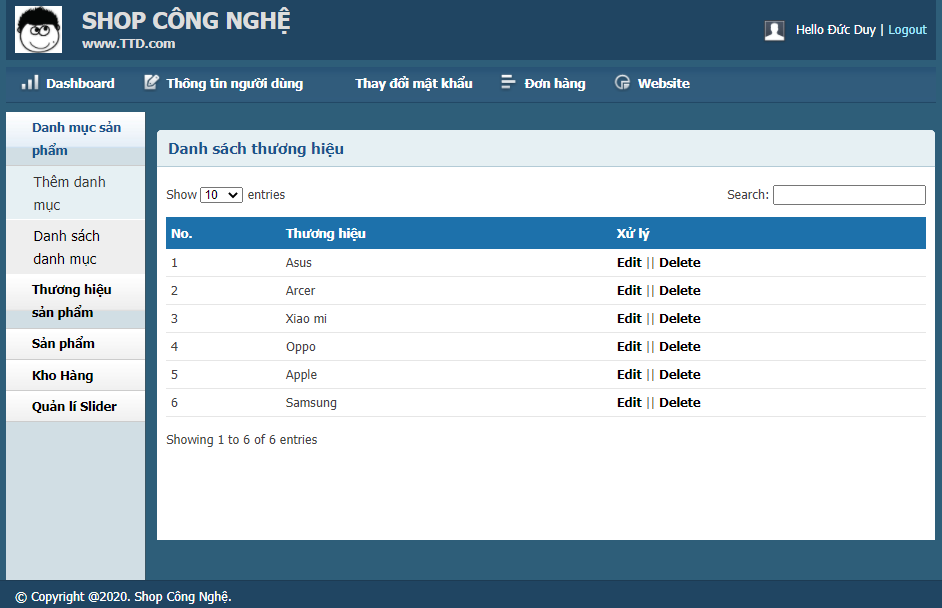 SHOP CÔNG NGHỆ
www.TTD.com
Hello Đức Duy | Logout
Dashboard Thông tin người dùng Thay đổi mật khẩu Đơn hàng Website
Danh mục sản
phẩm
Thêm danh
mục
Danh sách
danh mục
Thương hiệu
sản phẩm
Sản phẩm
Kho Hàng
Quản lí Slider
Danh sách thương hiệu
Show 10 entries Search:
No. Thương hiệu Xử lý
1 Asus Edit || Delete
2 Arcer Edit || Delete
3 Xiao mi Edit || Delete
4 Oppo Edit || Delete
5 Apple Edit || Delete
6 Samsung Edit || Delete
Showing 1 to 6 of 6 entries
© Copyright @2020. Shop Công Nghệ.